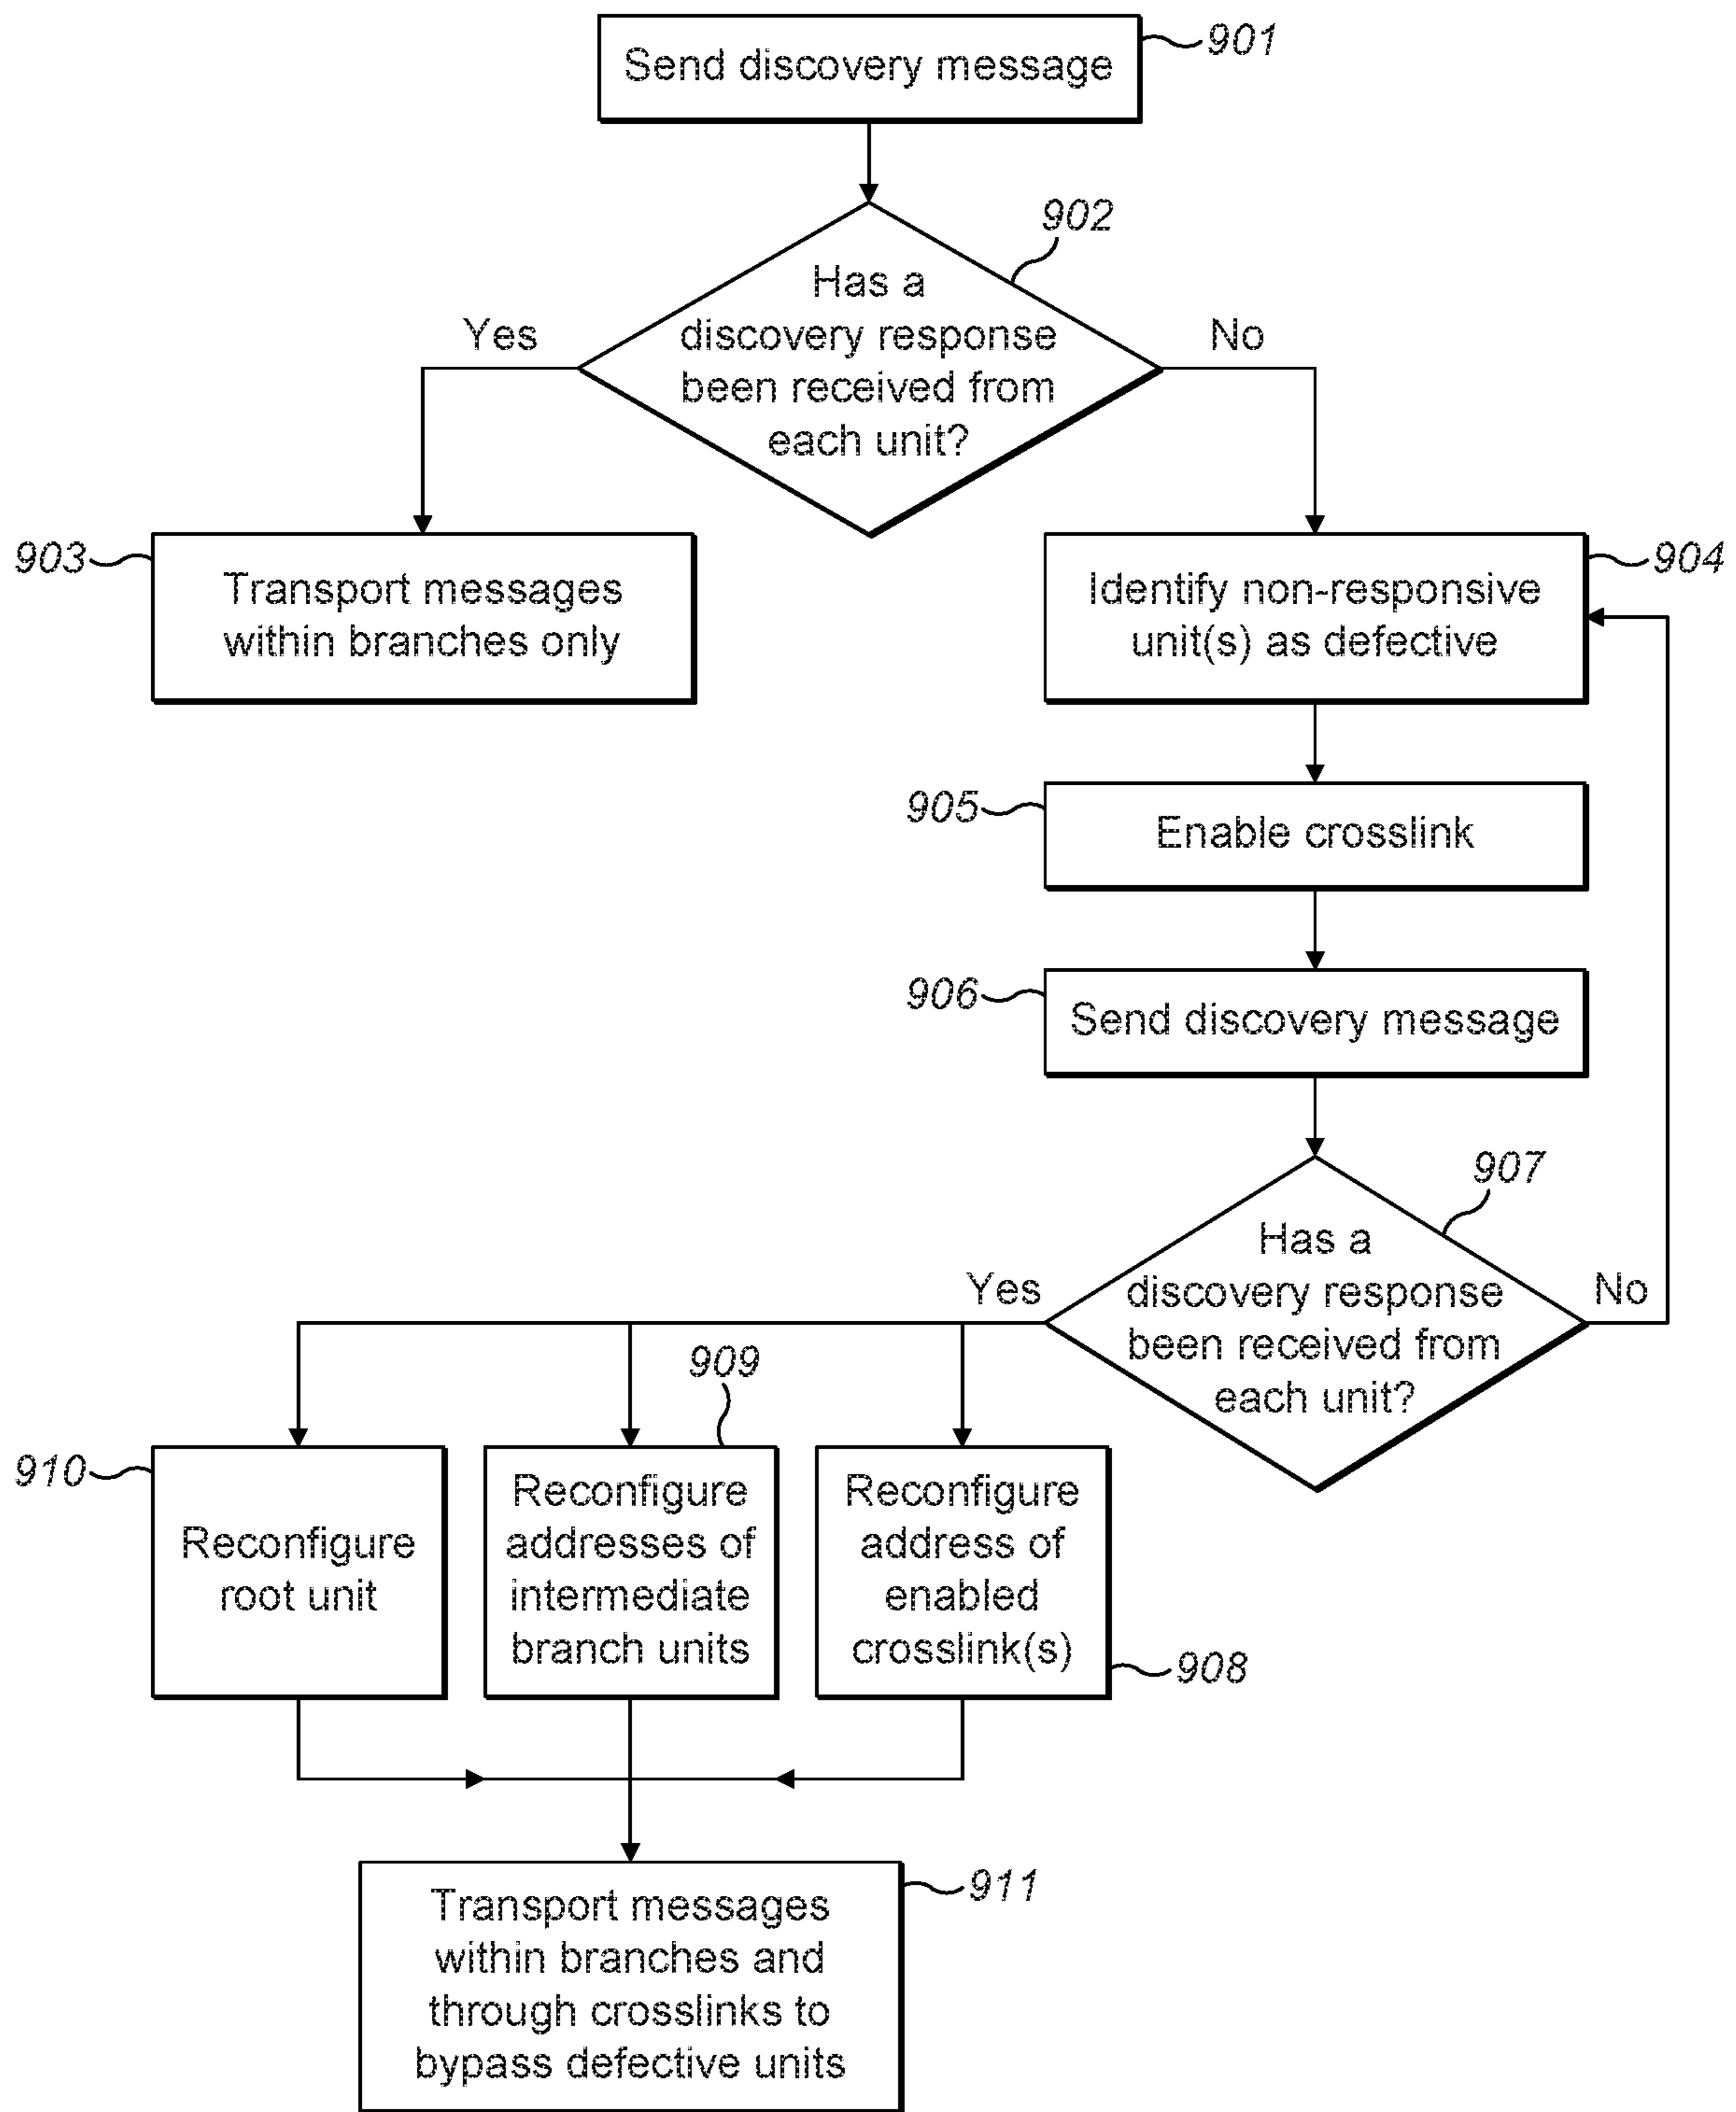 Send discovery message
901
902
Has a
discovery response
been received from
each unit?
Yes
No
903
Transport messages
within branches only
904
Identify non-responsive
unit(s) as defective
905
Enable crosslink
906
Send discovery message
907
Has a
discovery response
been received from
each unit?
Yes
No
910
Reconfigure
root unit
909
Reconfigure
addresses of
intermediate
branch units
Reconfigure
address of
enabled
crosslink(s)
908
911
Transport messages
within branches and
through crosslinks to
bypass defective units